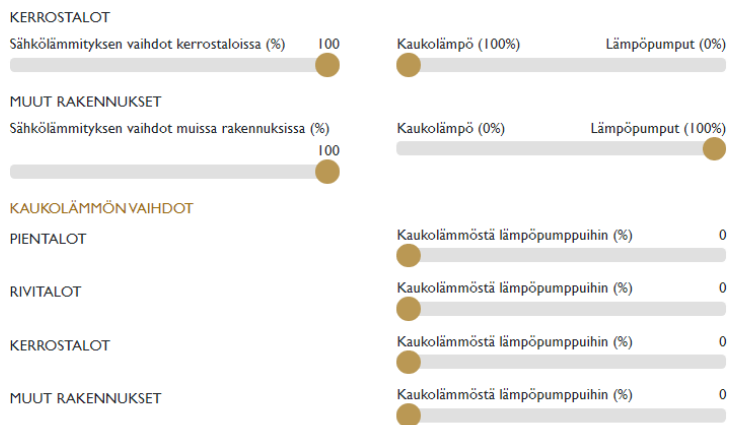 KERROSTALOT
Sähkölämmityksen vaihdot kerrostaloissa (%) 100
Kaukolämpö (100%) Lämpöpumput (0%)
MUUT RAKENNUKSET
Sähkölämmityksen vaihdot muissa rakennuksissa (%)
100
Kaukolämpö (0%) Lämpöpumput (100%)
KAUKOLÄMMÖN VAIHDOT
PIENTALOT
Kaukolämmöstä lämpöpumppuihin (%) 0
RIVITALOT
Kaukolämmöstä lämpöpumppuihin (%) 0
KERROSTALOT
Kaukolämmöstä lämpöpumppuihin (%) 0
MUUT RAKENNUKSET
Kaukolämmöstä lämpöpumppuihin (%) 0